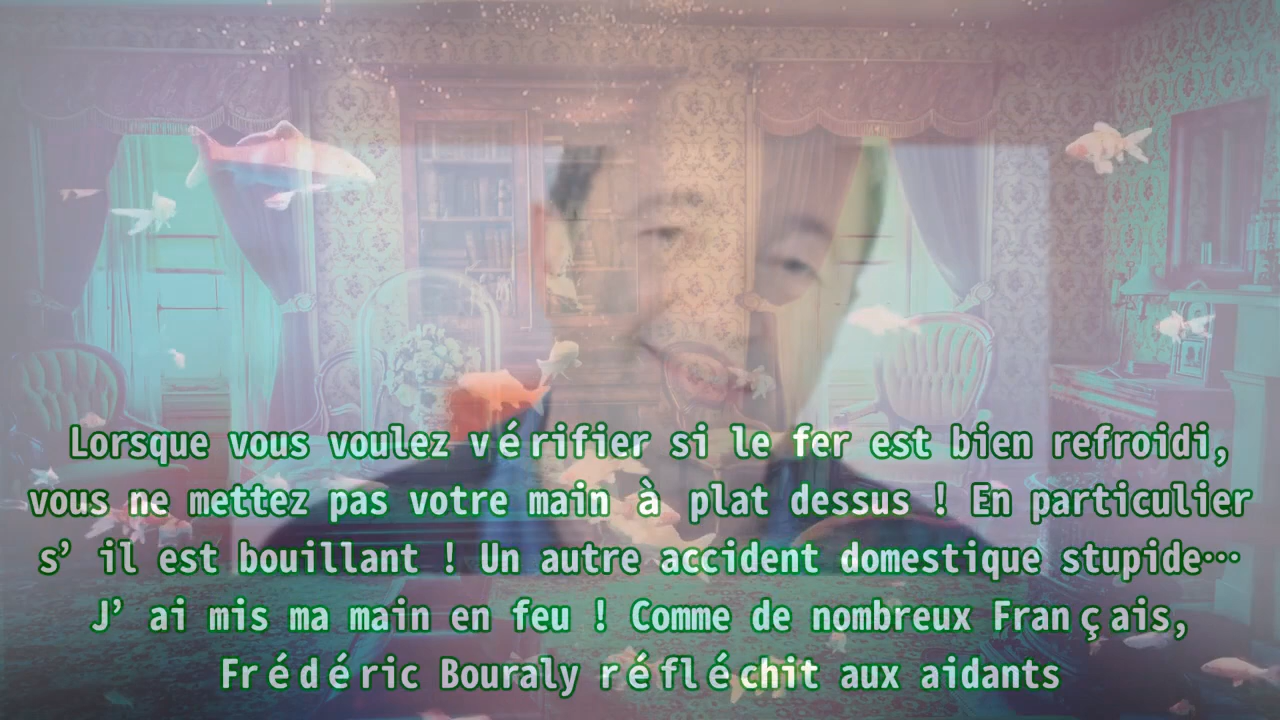 Lorsque vous voulez vérifier si le fer est bien refroidi,
vous ne mettez pas votre main à plat dessus ! En particulier
s’ il est bouillant ! Un autre accident domestique stupide…
J’ ai mis ma main en feu ! Comme de nombreux Français,
Frédéric Bouraly réfléchit aux aidants